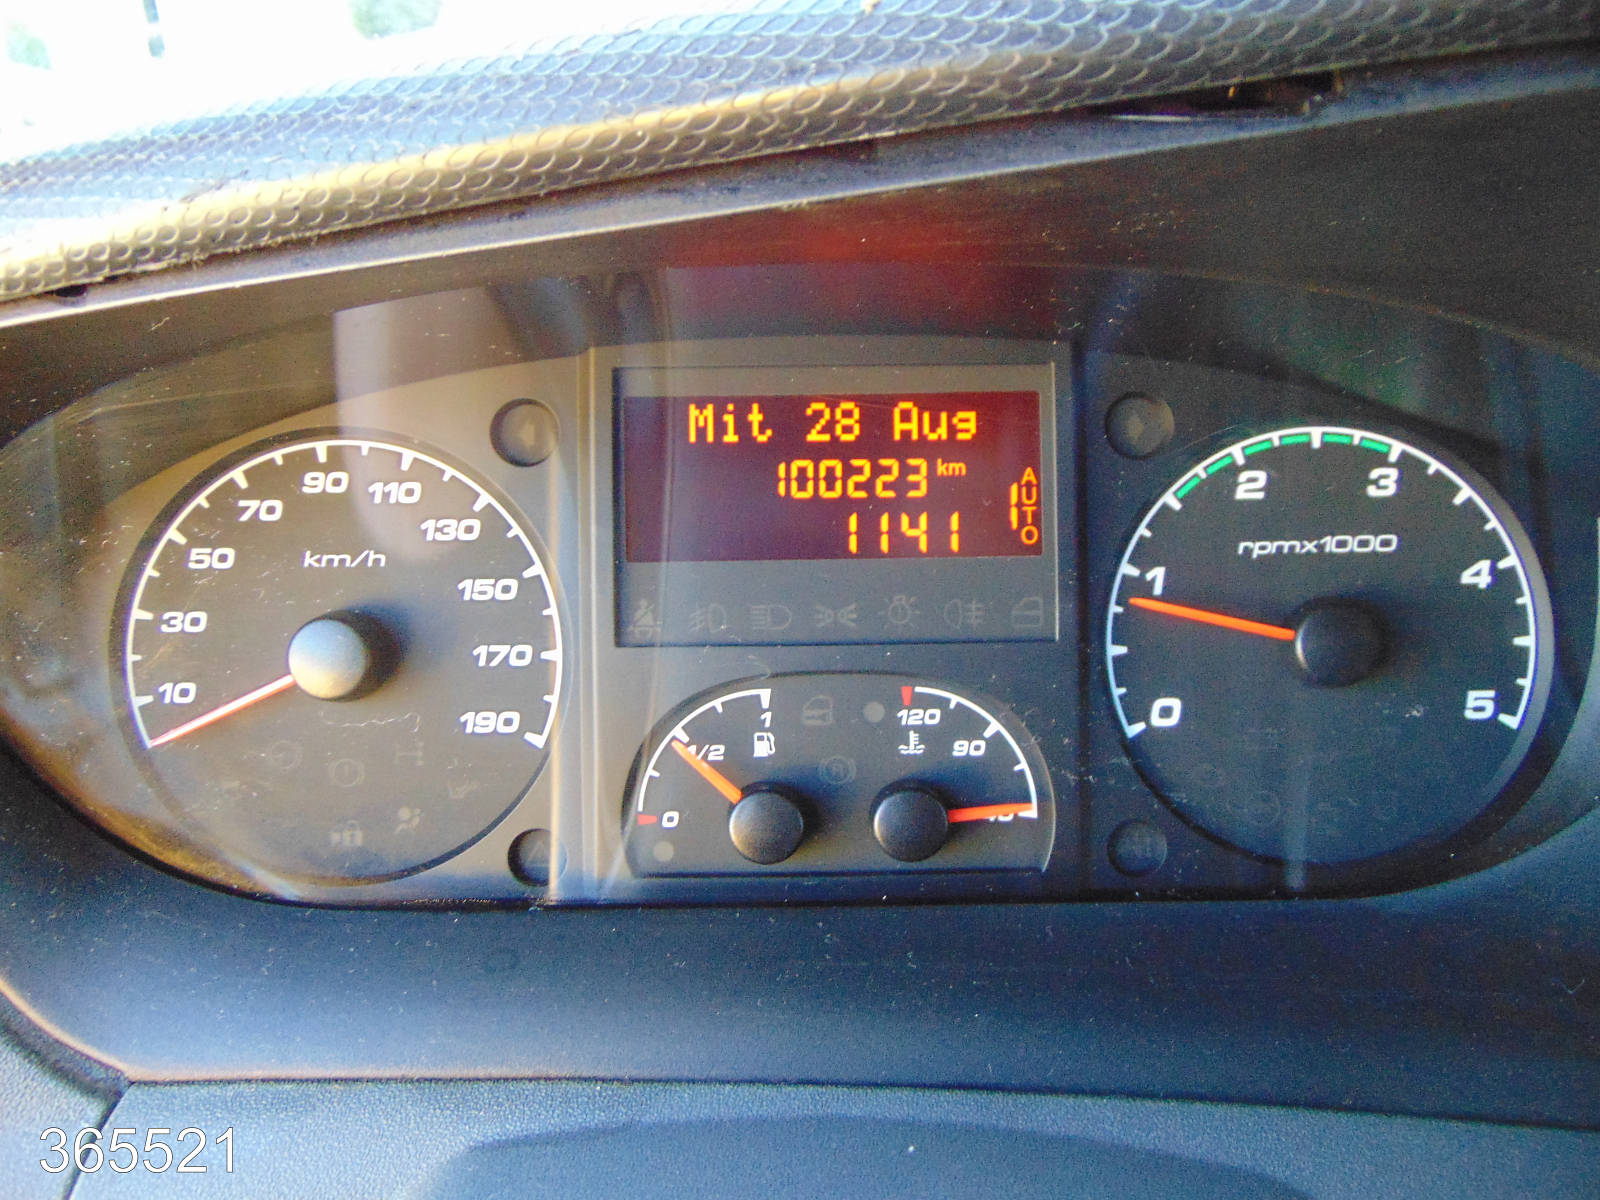 Mit 28 Aug
100223 km
1141
1 AUTO
10 30 50 70 90 110 130 150 170 190
km/h
0 1 2 3 4 5
rpmx1000
0 1/2 1
120 90
365521